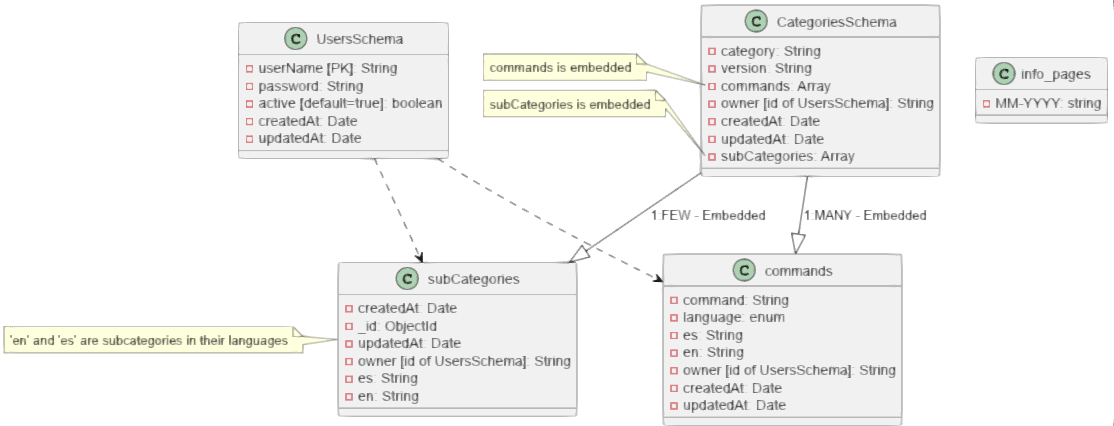 C UsersSchema
userName [PK]: String
password: String
active [default=true]: boolean
createdAt: Date
updatedAt: Date
commands is embedded
subCategories is embedded
C CategoriesSchema
category: String
version: String
commands: Array
owner [id of UsersSchema]: String
createdAt: Date
updatedAt: Date
subCategories: Array
C info_pages
MM-YYYY: string
1:FEW - Embedded
1:MANY - Embedded
'en' and 'es' are subcategories in their languages
C subCategories
createdAt: Date
_id: ObjectId
updatedAt: Date
owner [id of UsersSchema]: String
es: String
en: String
C commands
command: String
language: enum
es: String
en: String
owner [id of UsersSchema]: String
createdAt: Date
updatedAt: Date